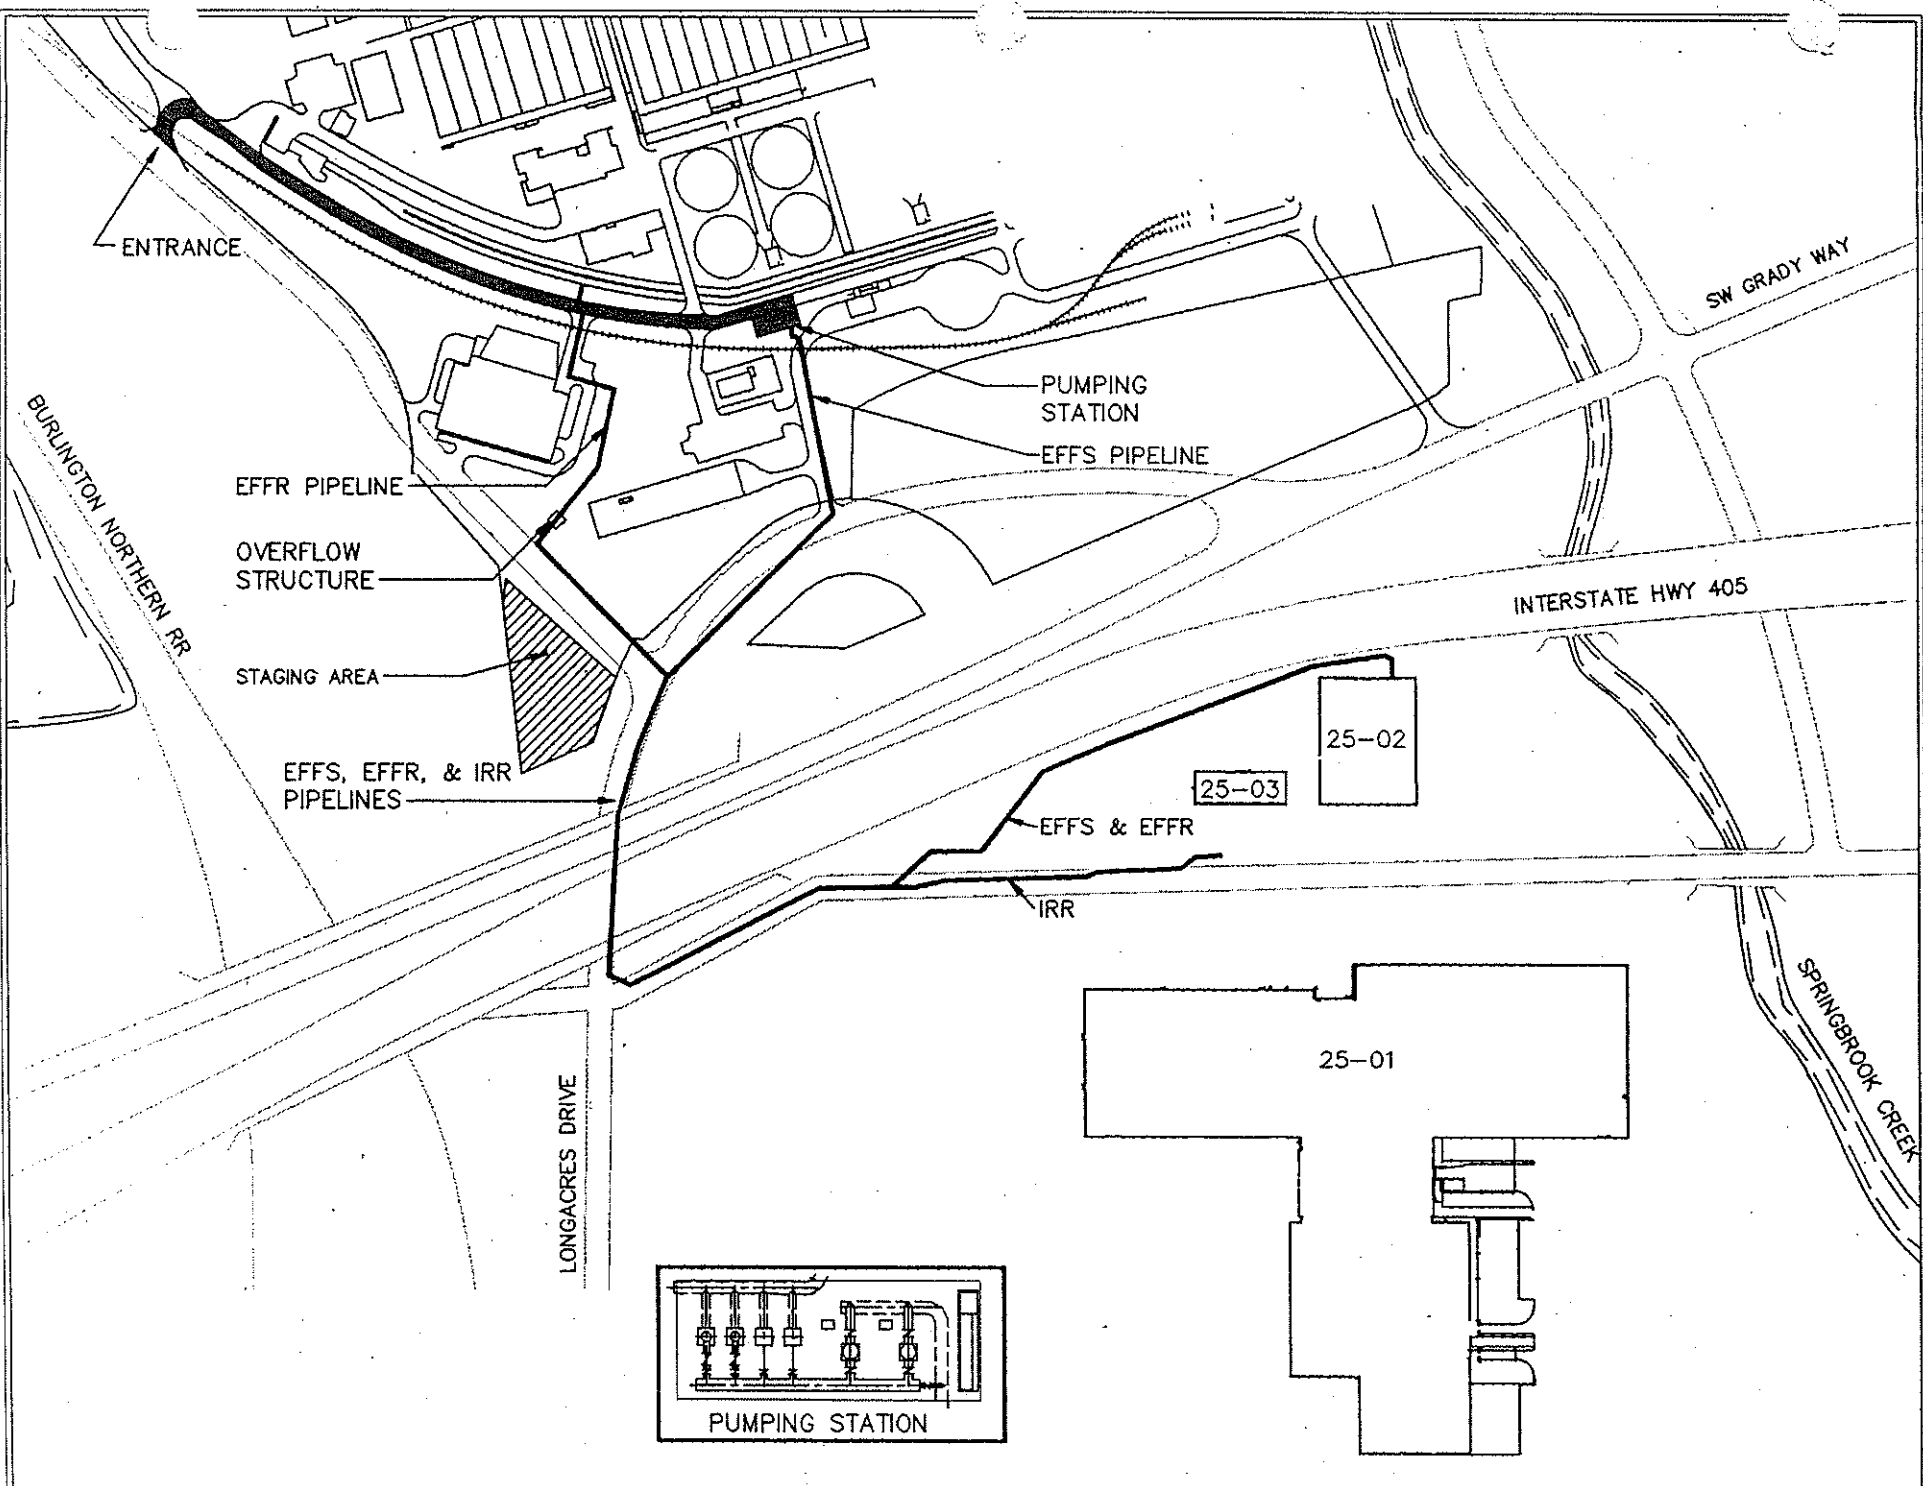 ENTRANCE
SW GRADY WAY
PUMPING
STATION
EFFS PIPELINE
BURLINGTON NORTHERN RR
EFFR PIPELINE
OVERFLOW
STRUCTURE
INTERSTATE HWY 405
STAGING AREA
25-02
EFFS, EFFR, & IRR
PIPELINES
25-03
EFFS & EFFR
IRR
SPRINGBROOK CREEK
25-01
LONGACRES DRIVE
PUMPING STATION